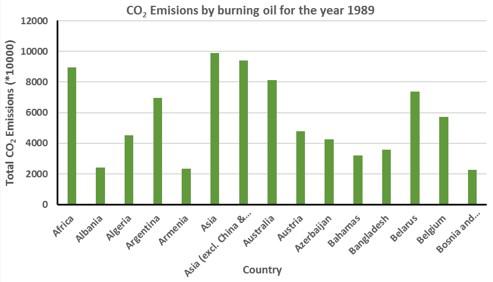 CO₂ Emisions by burning oil for the year 1989
Total CO₂ Emissions (*10000)
12000
10000
8000
6000
4000
2000
0
Africa
Albania
Algeria
Argentina
Armenia
Asia
Asia (excl. China &...
Australia
Austria
Azerbaijan
Bahamas
Bangladesh
Belarus
Belgium
Bosnia and...
Country